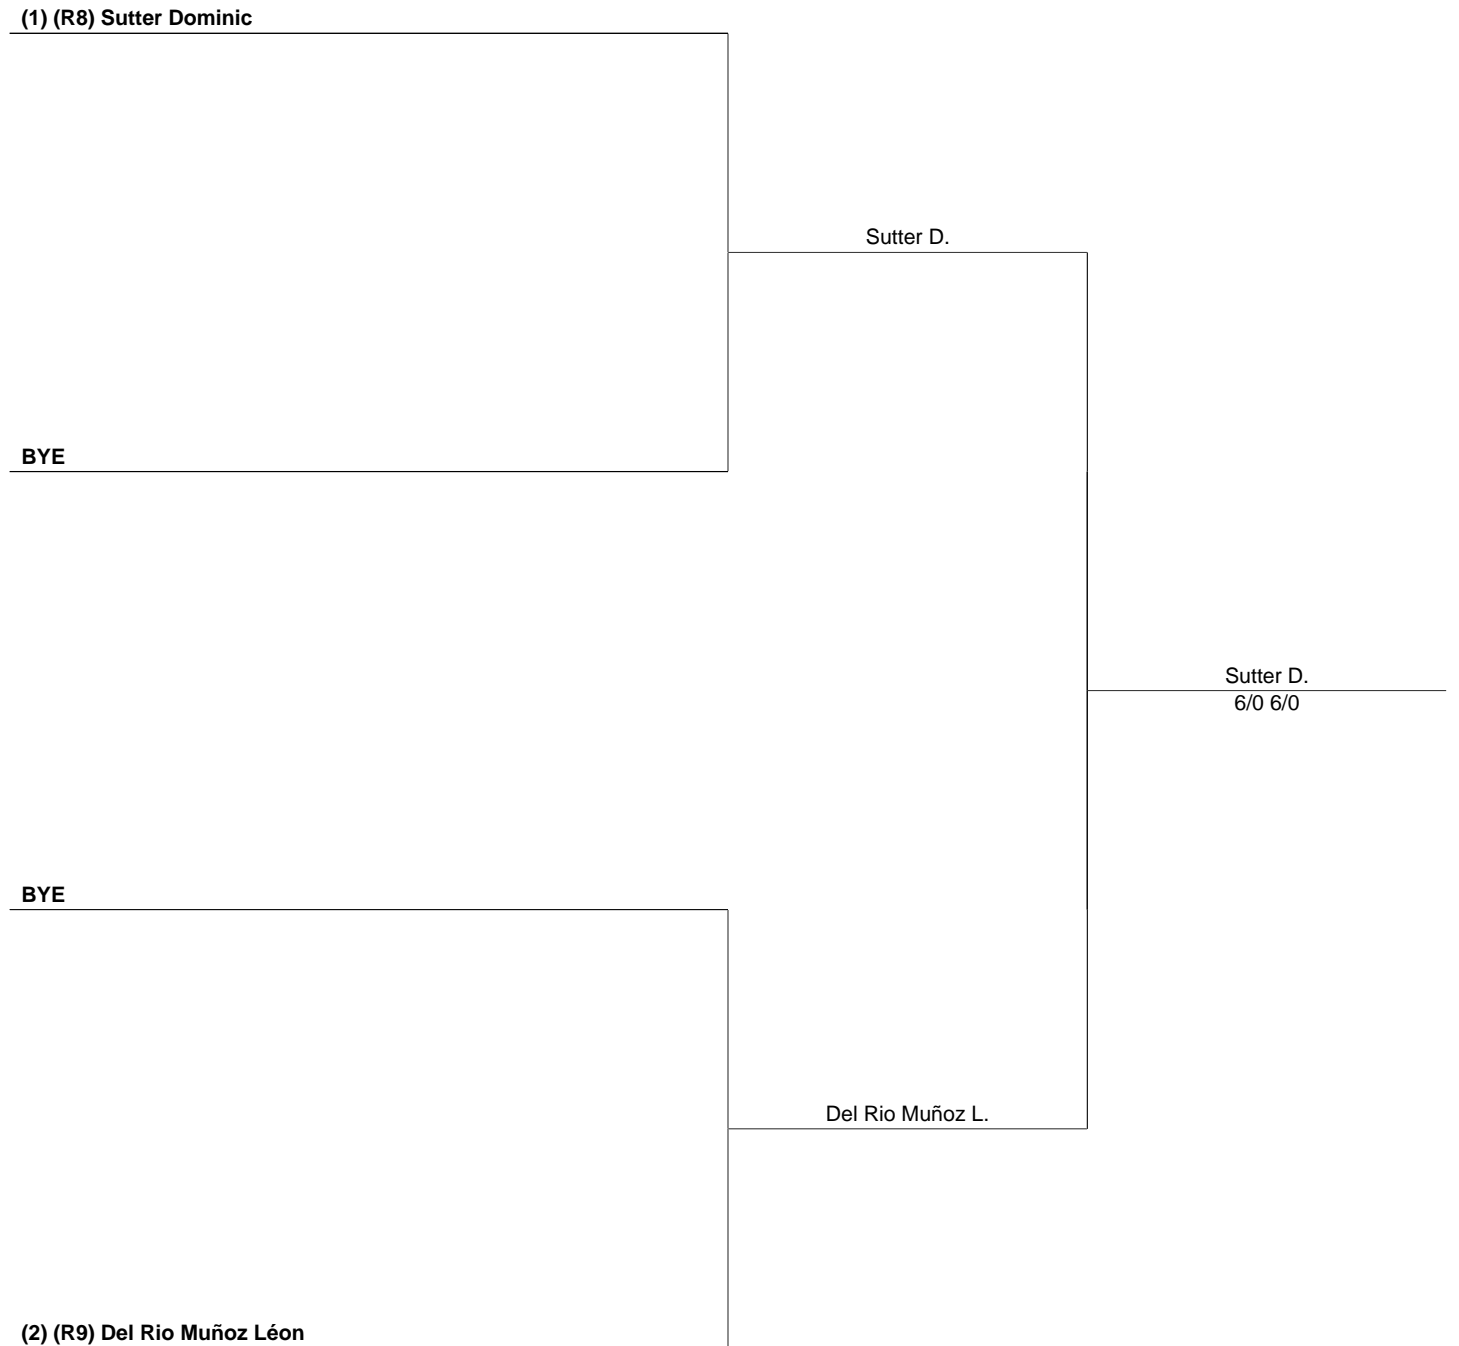 (1) (R8) Sutter Dominic
Sutter D.
BYE
Sutter D.
6/0 6/0
BYE
Del Rio Muñoz L.
(2) (R9) Del Rio Muñoz Léon